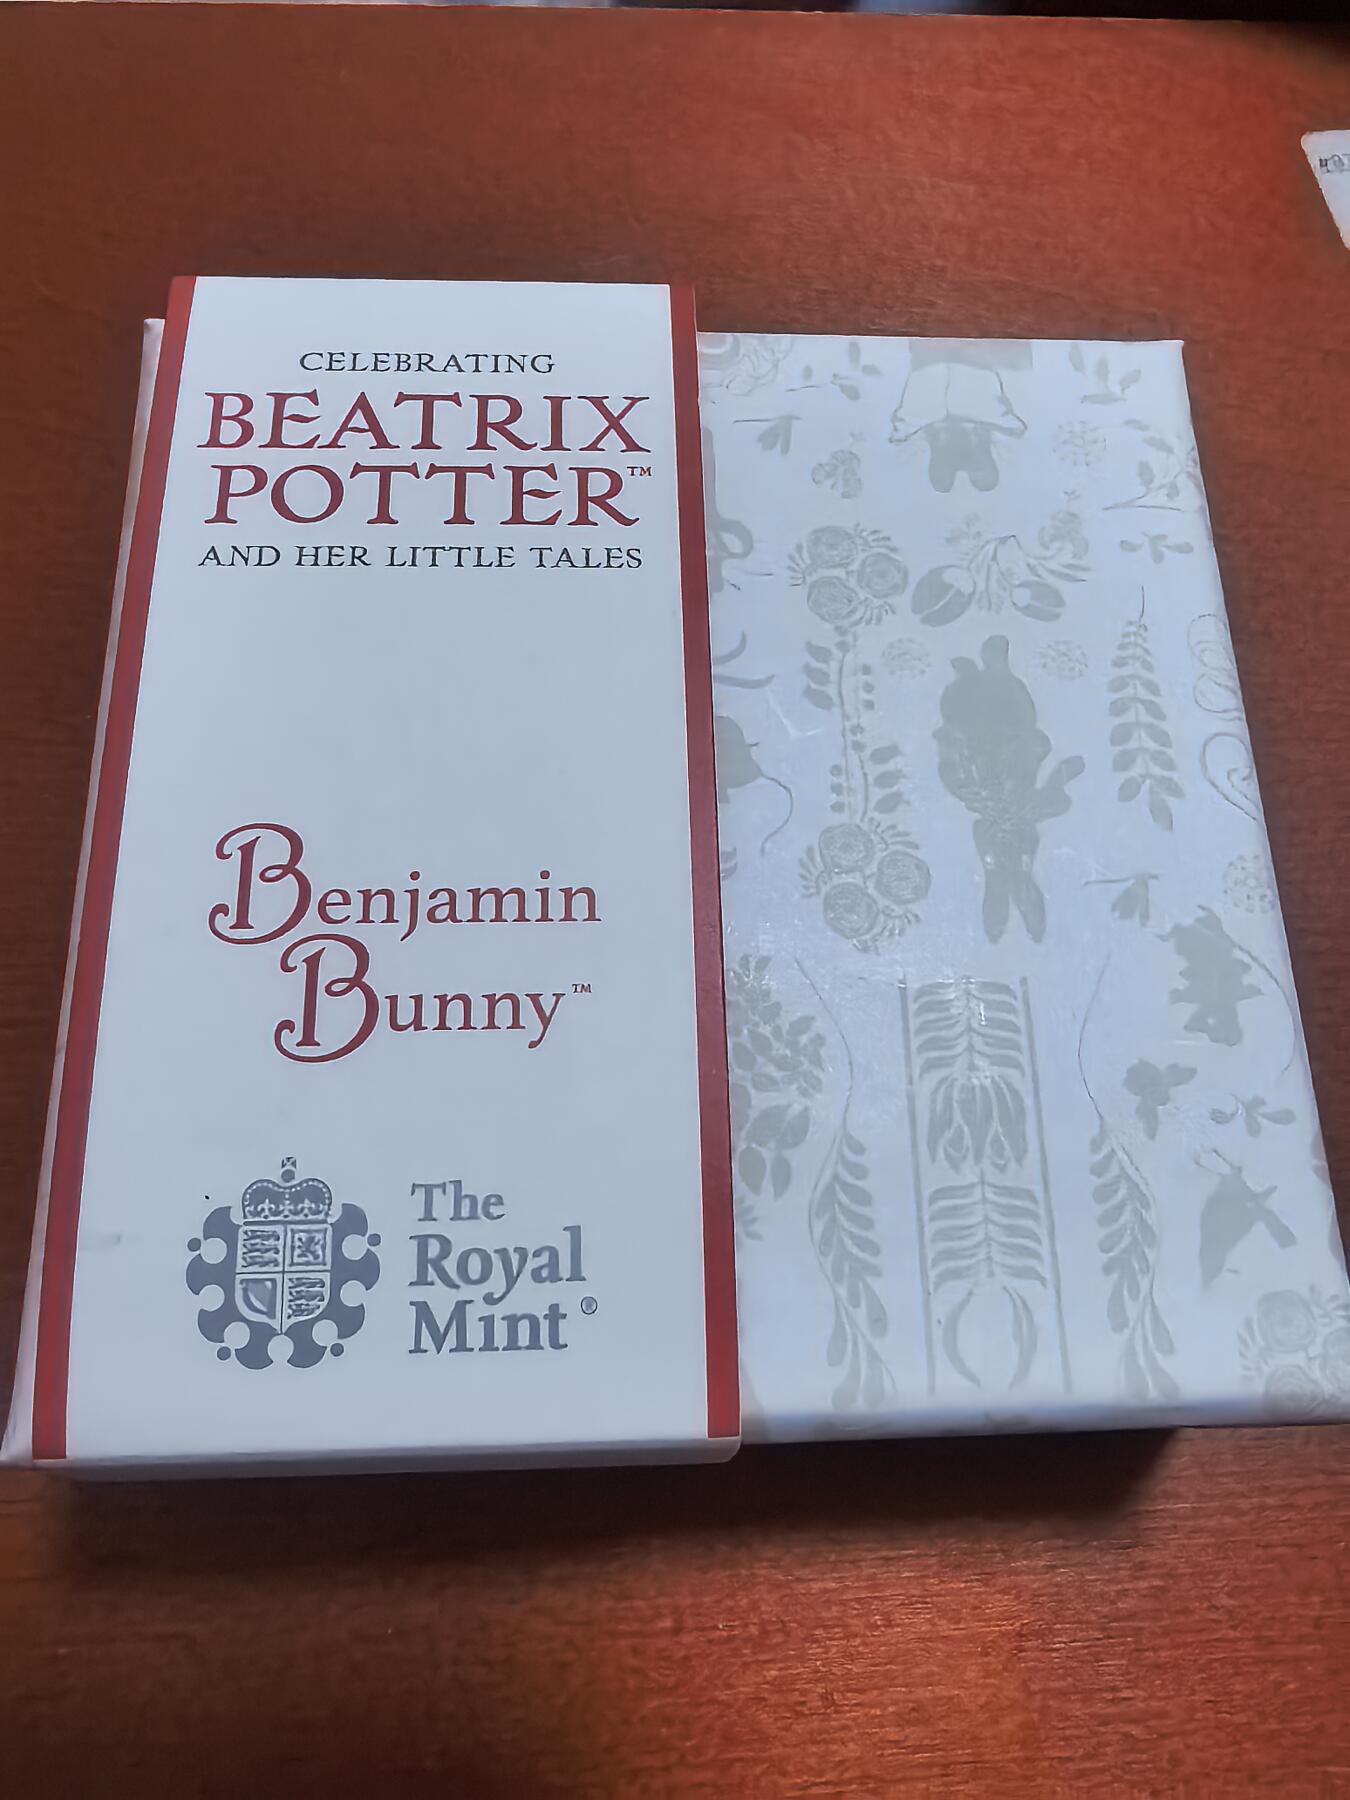 CELEBRATING
BEATRIX
POTTER™
AND HER LITTLE TALES
Benjamin
Bunny™
The
Royal
Mint®